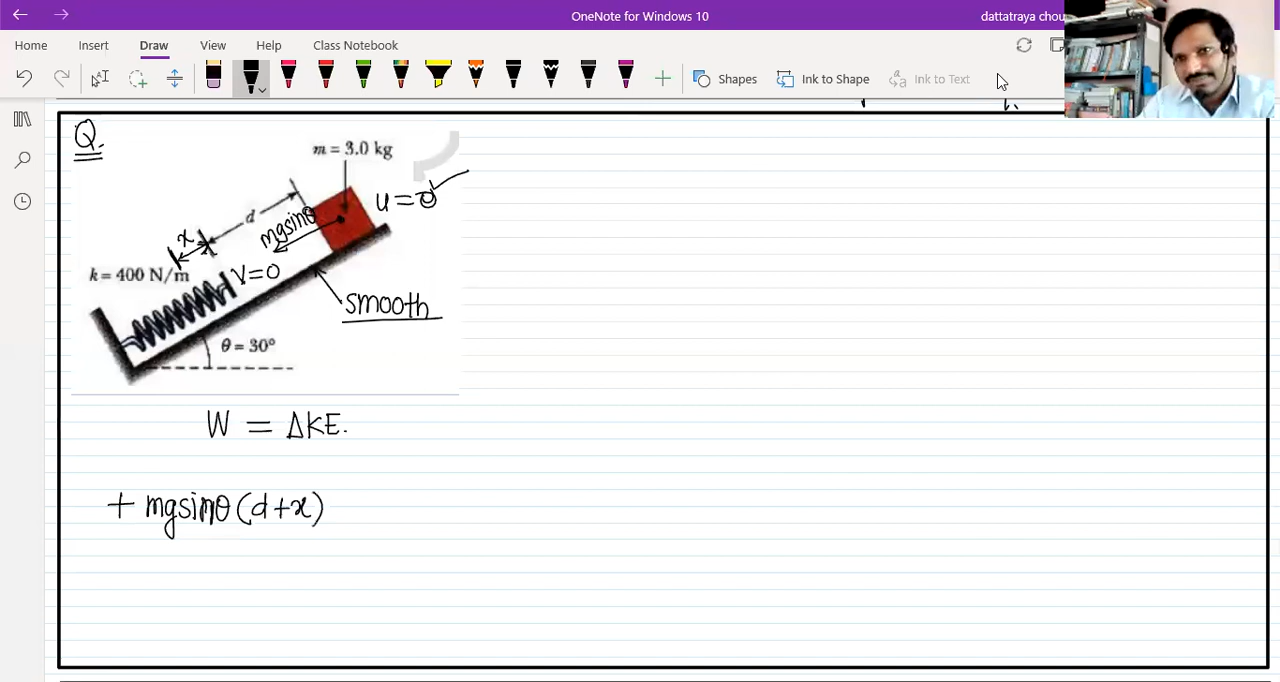 OneNote for Windows 10
dattatraya chou
Home Insert Draw View Help Class Notebook
Shapes Ink to Shape Ink to Text
Q.
m = 3.0 kg
u = 0
d
mgsinθ
x
k = 400 N/m
V = 0
smooth
θ = 30°
W = ΔKE.
+ mgsinθ(d+x)